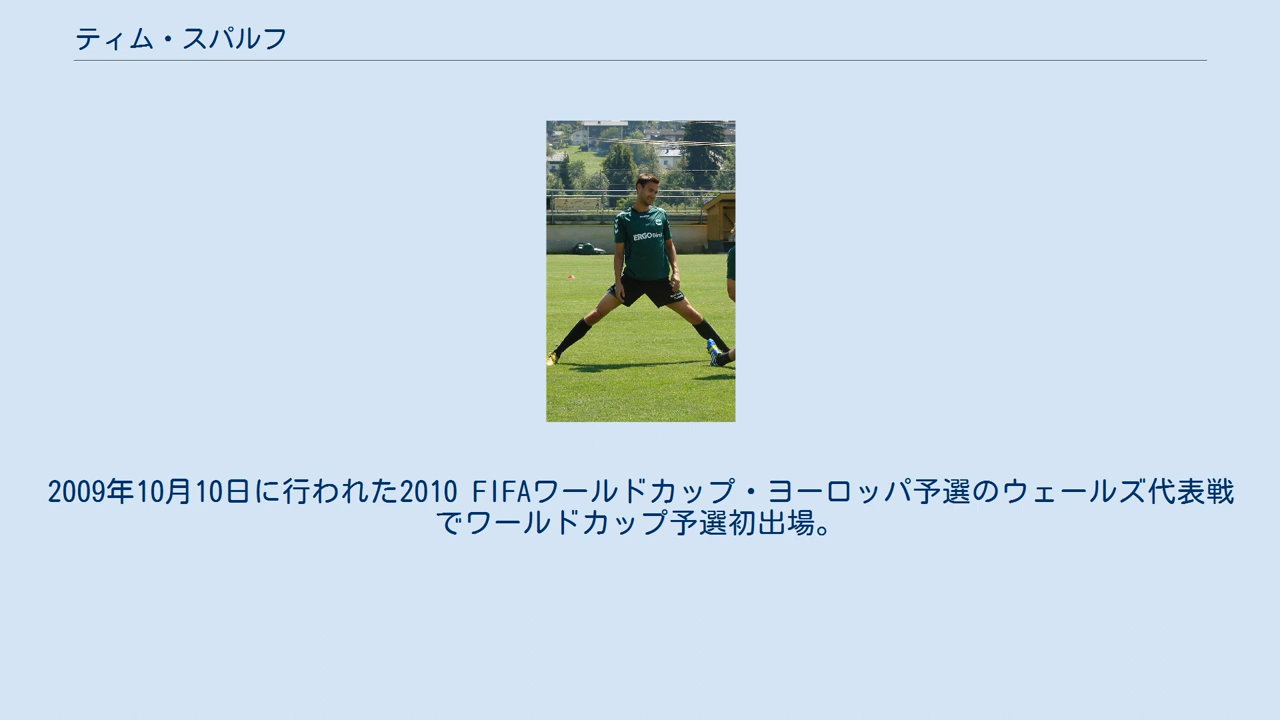 ティム・スパルフ
ERGO
2009年10月10日に行われた2010 FIFAワールドカップ・ヨーロッパ予選のウェールズ代表戦
でワールドカップ予選初出場。